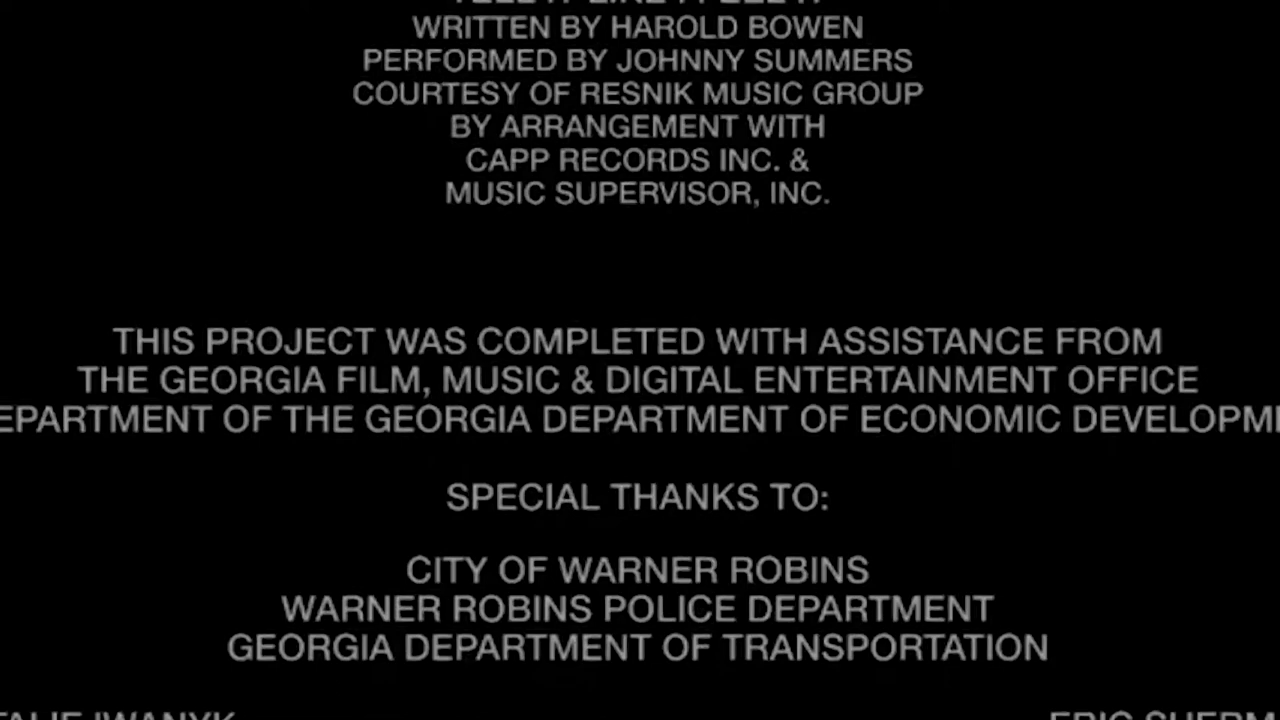 WRITTEN BY HAROLD BOWEN
PERFORMED BY JOHNNY SUMMERS
COURTESY OF RESNIK MUSIC GROUP
BY ARRANGEMENT WITH
CAPP RECORDS INC. &
MUSIC SUPERVISOR, INC.
THIS PROJECT WAS COMPLETED WITH ASSISTANCE FROM
THE GEORGIA FILM, MUSIC & DIGITAL ENTERTAINMENT OFFICE
EPARTMENT OF THE GEORGIA DEPARTMENT OF ECONOMIC DEVELOPME
SPECIAL THANKS TO:
CITY OF WARNER ROBINS
WARNER ROBINS POLICE DEPARTMENT
GEORGIA DEPARTMENT OF TRANSPORTATION